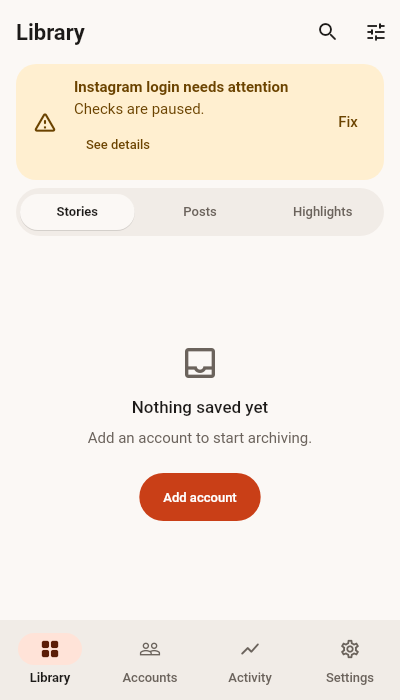 Library
Instagram login needs attention
Checks are paused.
Fix
See details
Stories
Posts
Highlights
Nothing saved yet
Add an account to start archiving.
Add account
Library
Accounts
Activity
Settings